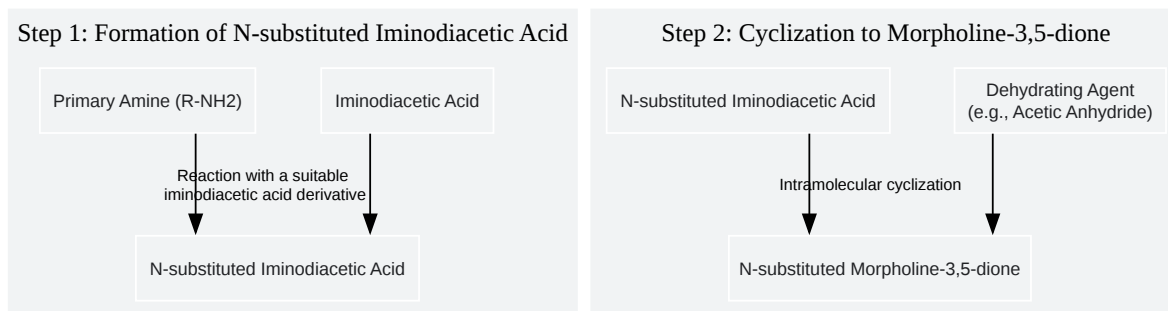 Step 1: Formation of N-substituted Iminodiacetic Acid
Primary Amine (R-NH2)
Iminodiacetic Acid
Reaction with a suitable
iminodiacetic acid derivative
N-substituted Iminodiacetic Acid
Step 2: Cyclization to Morpholine-3,5-dione
N-substituted Iminodiacetic Acid
Dehydrating Agent
(e.g., Acetic Anhydride)
Intramolecular cyclization
N-substituted Morpholine-3,5-dione